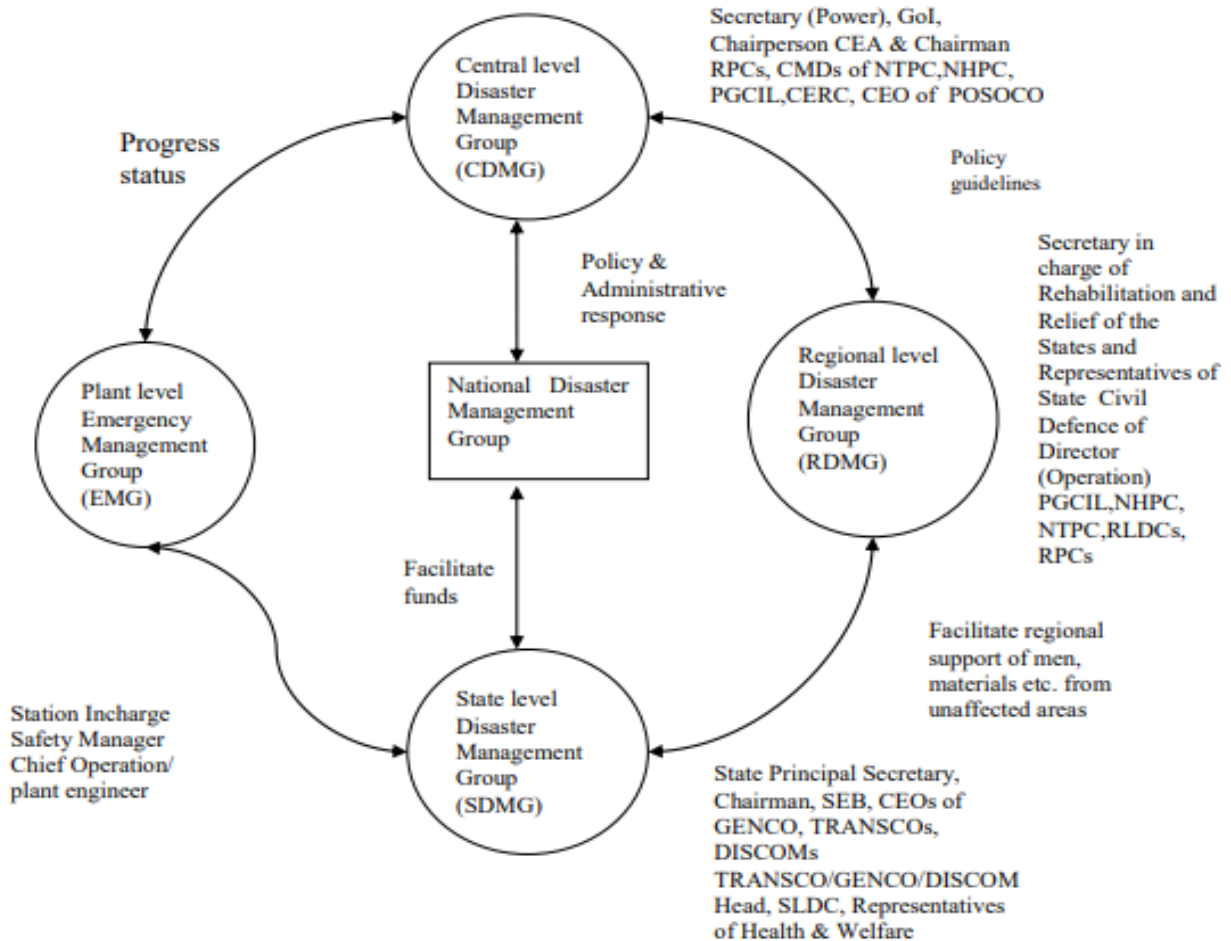 Secretary (Power), GoI,
Chairperson CEA & Chairman
RPCs, CMDs of NTPC,NHPC,
PGCIL,CERC, CEO of POSOCO
Central level
Disaster
Management
Group
(CDMG)
Progress
status
Policy
guidelines
Policy &
Administrative
response
Secretary in
charge of
Rehabilitation and
Relief of the
States and
Representatives of
State Civil
Defence of
Director
(Operation)
PGCIL,NHPC,
NTPC,RLDCs,
RPCs
Plant level
Emergency
Management
Group
(EMG)
National Disaster
Management
Group
Regional level
Disaster
Management
Group
(RDMG)
Facilitate
funds
Facilitate regional
support of men,
materials etc. from
unaffected areas
Station Incharge
Safety Manager
Chief Operation/
plant engineer
State level
Disaster
Management
Group
(SDMG)
State Principal Secretary,
Chairman, SEB, CEOs of
GENCO, TRANSCOs,
DISCOMs
TRANSCO/GENCO/DISCOM
Head, SLDC, Representatives
of Health & Welfare